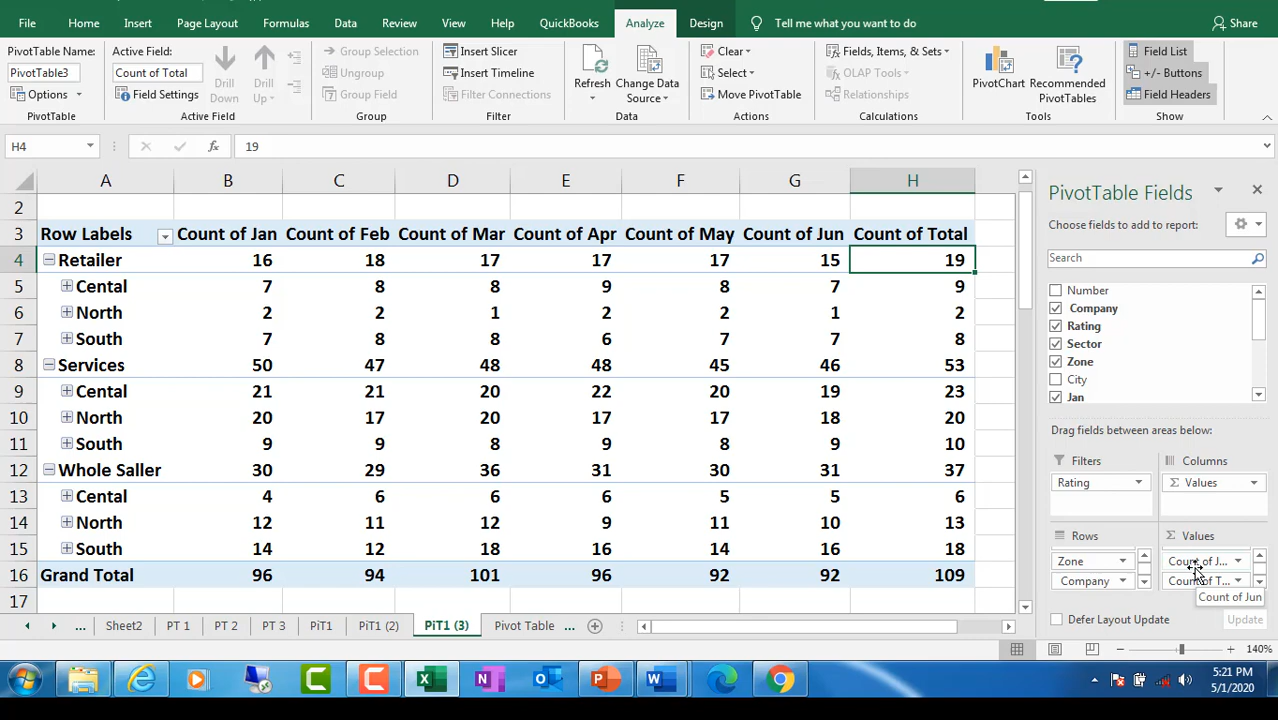 File Home Insert Page Layout Formulas Data Review View Help QuickBooks Analyze Design Tell me what you want to do Share
PivotTable Name:
PivotTable3
Options
PivotTable
Active Field:
Count of Total
Field Settings
Drill Down
Drill Up
Active Field
Group Selection
Ungroup
Group Field
Group
Insert Slicer
Insert Timeline
Filter Connections
Filter
Refresh
Change Data Source
Data
Clear
Select
Move PivotTable
Actions
Fields, Items, & Sets
OLAP Tools
Relationships
Calculations
PivotChart
Recommended PivotTables
Tools
Field List
+/- Buttons
Field Headers
Show
H4 fx 19
A B C D E F G H
2
3 Row Labels Count of Jan Count of Feb Count of Mar Count of Apr Count of May Count of Jun Count of Total
4 Retailer 16 18 17 17 17 15 19
5 Cental 7 8 8 9 8 7 9
6 North 2 2 1 2 2 1 2
7 South 7 8 8 6 7 7 8
8 Services 50 47 48 48 45 46 53
9 Cental 21 21 20 22 20 19 23
10 North 20 17 20 17 17 18 20
11 South 9 9 8 9 8 9 10
12 Whole Saller 30 29 36 31 30 31 37
13 Cental 4 6 6 6 5 5 6
14 North 12 11 12 9 11 10 13
15 South 14 12 18 16 14 16 18
16 Grand Total 96 94 101 96 92 92 109
17
PivotTable Fields
Choose fields to add to report:
Search
Number
Company
Rating
Sector
Zone
City
Jan
Drag fields between areas below:
Filters
Rating
Columns
Σ Values
Rows
Zone
Company
Σ Values
Count of J...
Count of T...
Count of Jun
Defer Layout Update Update
... Sheet2 PT 1 PT 2 PT 3 PiT1 PiT1 (2) PiT1 (3) Pivot Table ...
140%
5:21 PM
5/1/2020